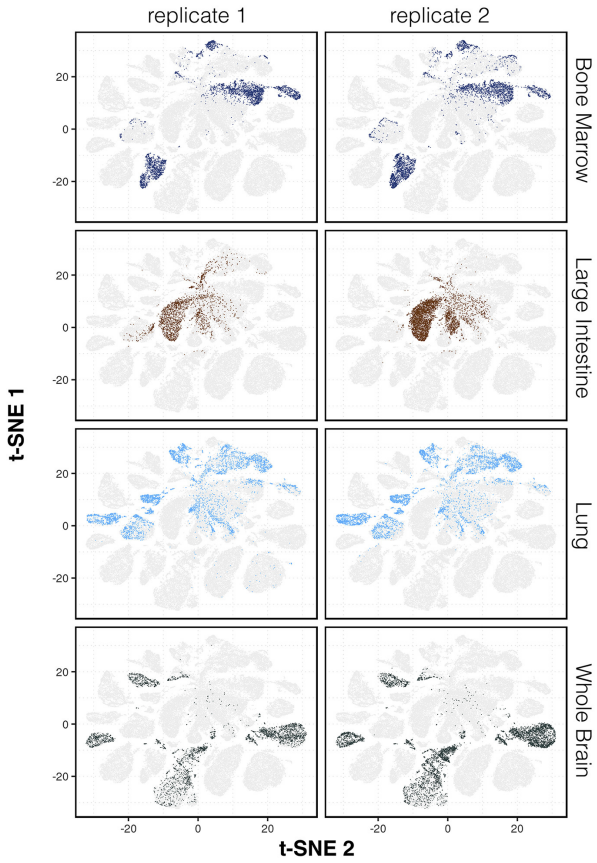 replicate 1
replicate 2
20
0
-20
Bone Marrow
20
0
-20
Large Intestine
t-SNE 1
20
0
-20
Lung
20
0
-20
Whole Brain
-20 0 20
-20 0 20
t-SNE 2